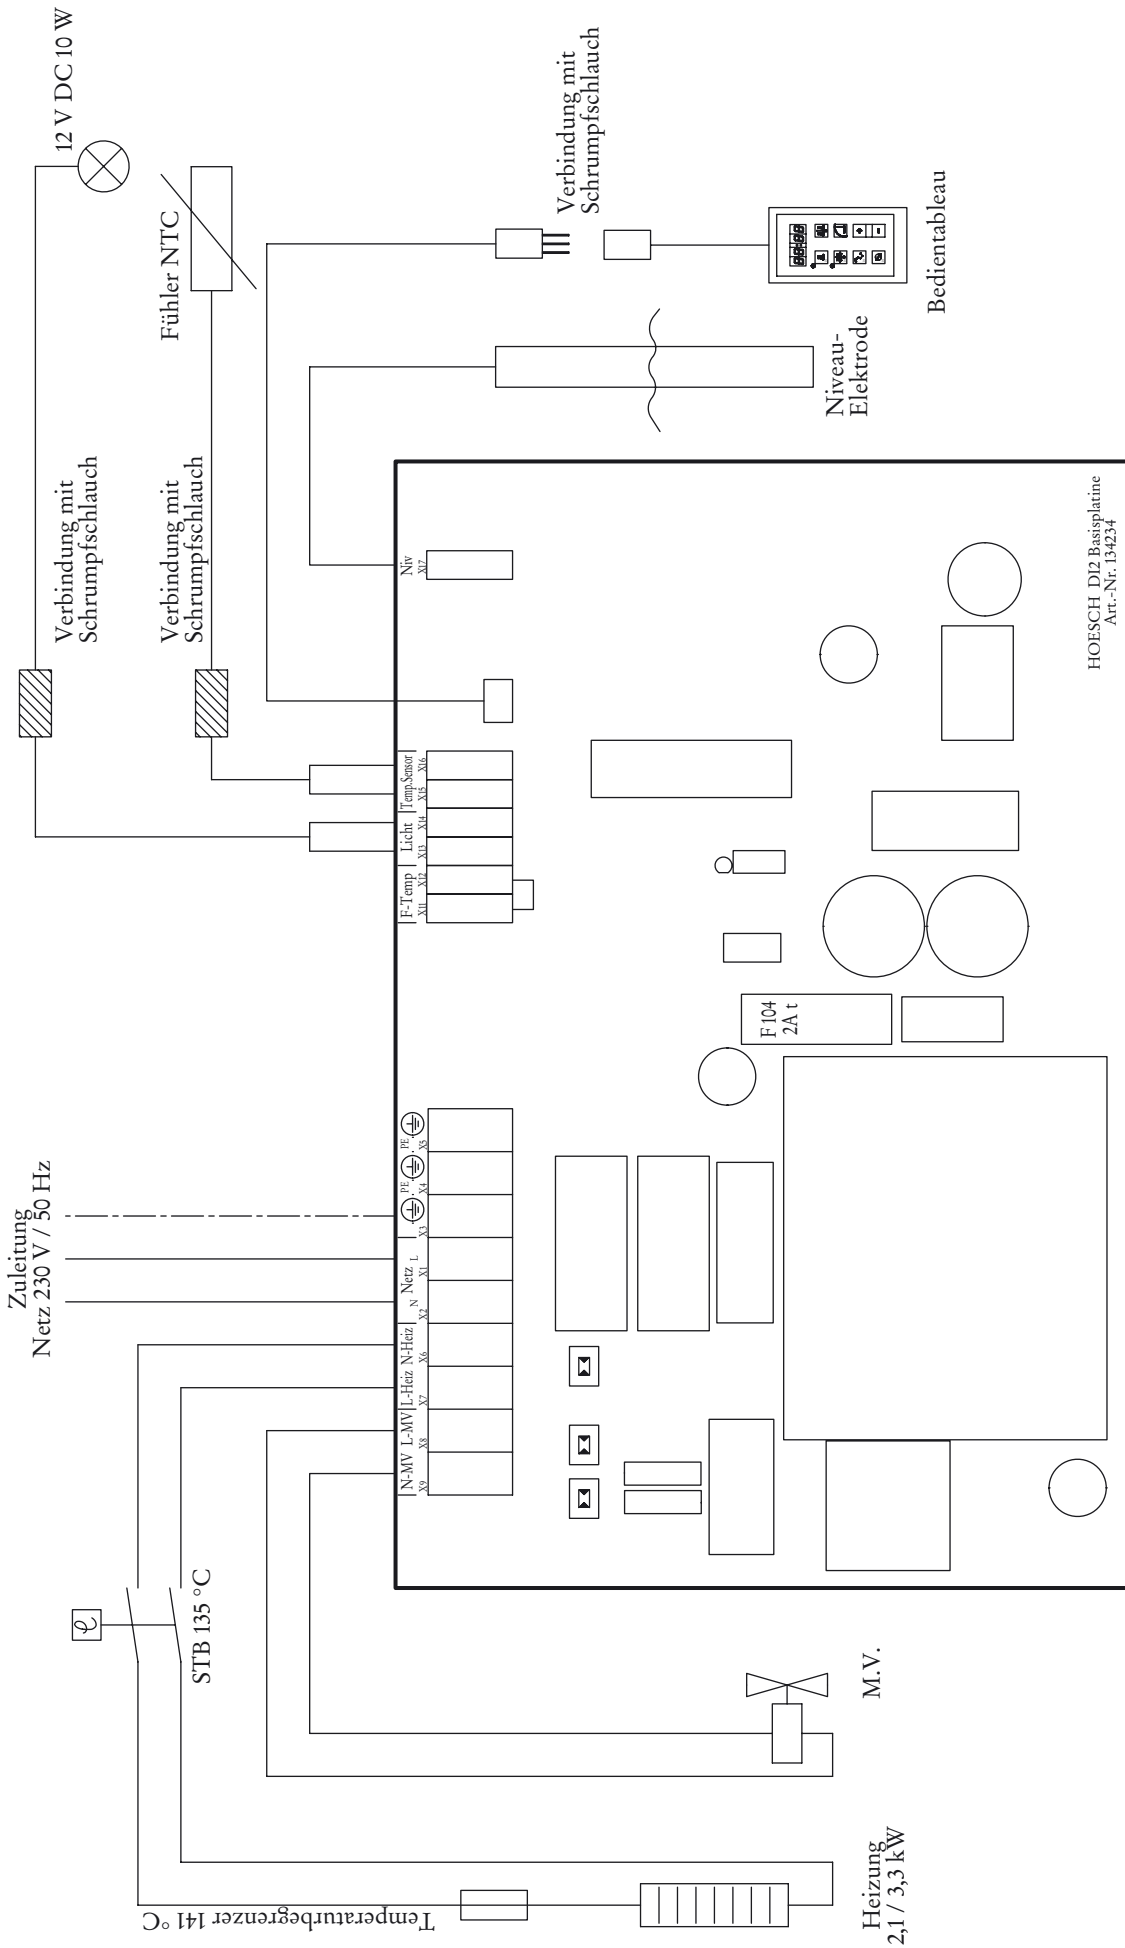 12 V DC 10 W
Fühler NTC
Verbindung mit
Schrumpfschlauch
Verbindung mit
Schrumpfschlauch
Verbindung mit
Schrumpfschlauch
Bedientableau
Niveau-
Elektrode
Zuleitung
Netz 230 V / 50 Hz
STB 135 °C
Temperaturbegrenzer 141 °C
Heizung
2,1 / 3,3 kW
M.V.
N-MV
X9
L-MV
X8
L-Heiz
X7
N-Heiz
X6
N Netz L
X2
X1
X3
PE
X4
PE
X5
F-Temp
X11
X12
Licht
X13
X14
Temp.Sensor
X15
X16
Niv
X17
F 104
2A t
88:88
+
-
HOESCH DI2 Basisplatine
Art.-Nr. 134234